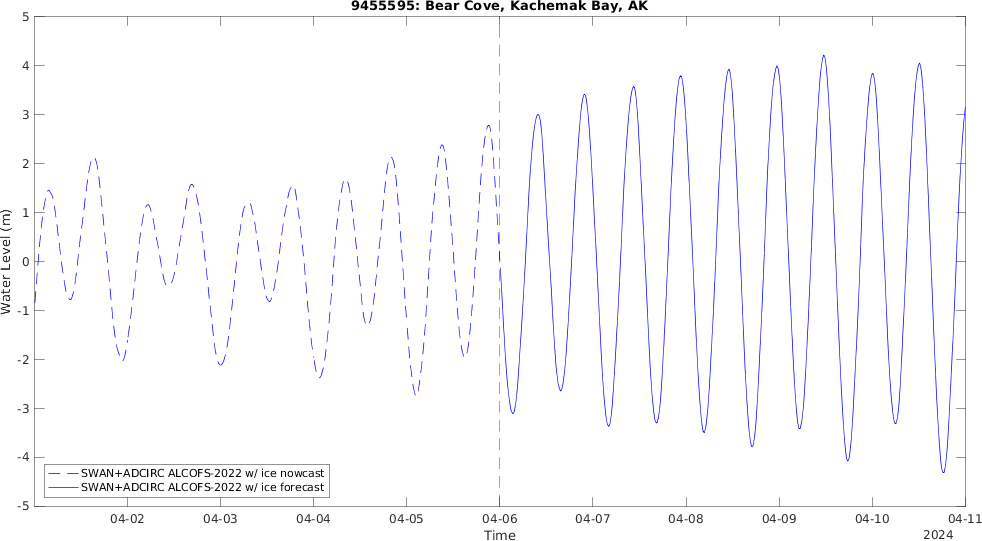 9455595: Bear Cove, Kachemak Bay, AK
5
4
3
2
1
0
-1
-2
-3
-4
-5
Water Level (m)
SWAN+ADCIRC ALCOFS-2022 w/ ice nowcast
SWAN+ADCIRC ALCOFS-2022 w/ ice forecast
04-02 04-03 04-04 04-05 04-06 04-07 04-08 04-09 04-10 04-11
Time
2024